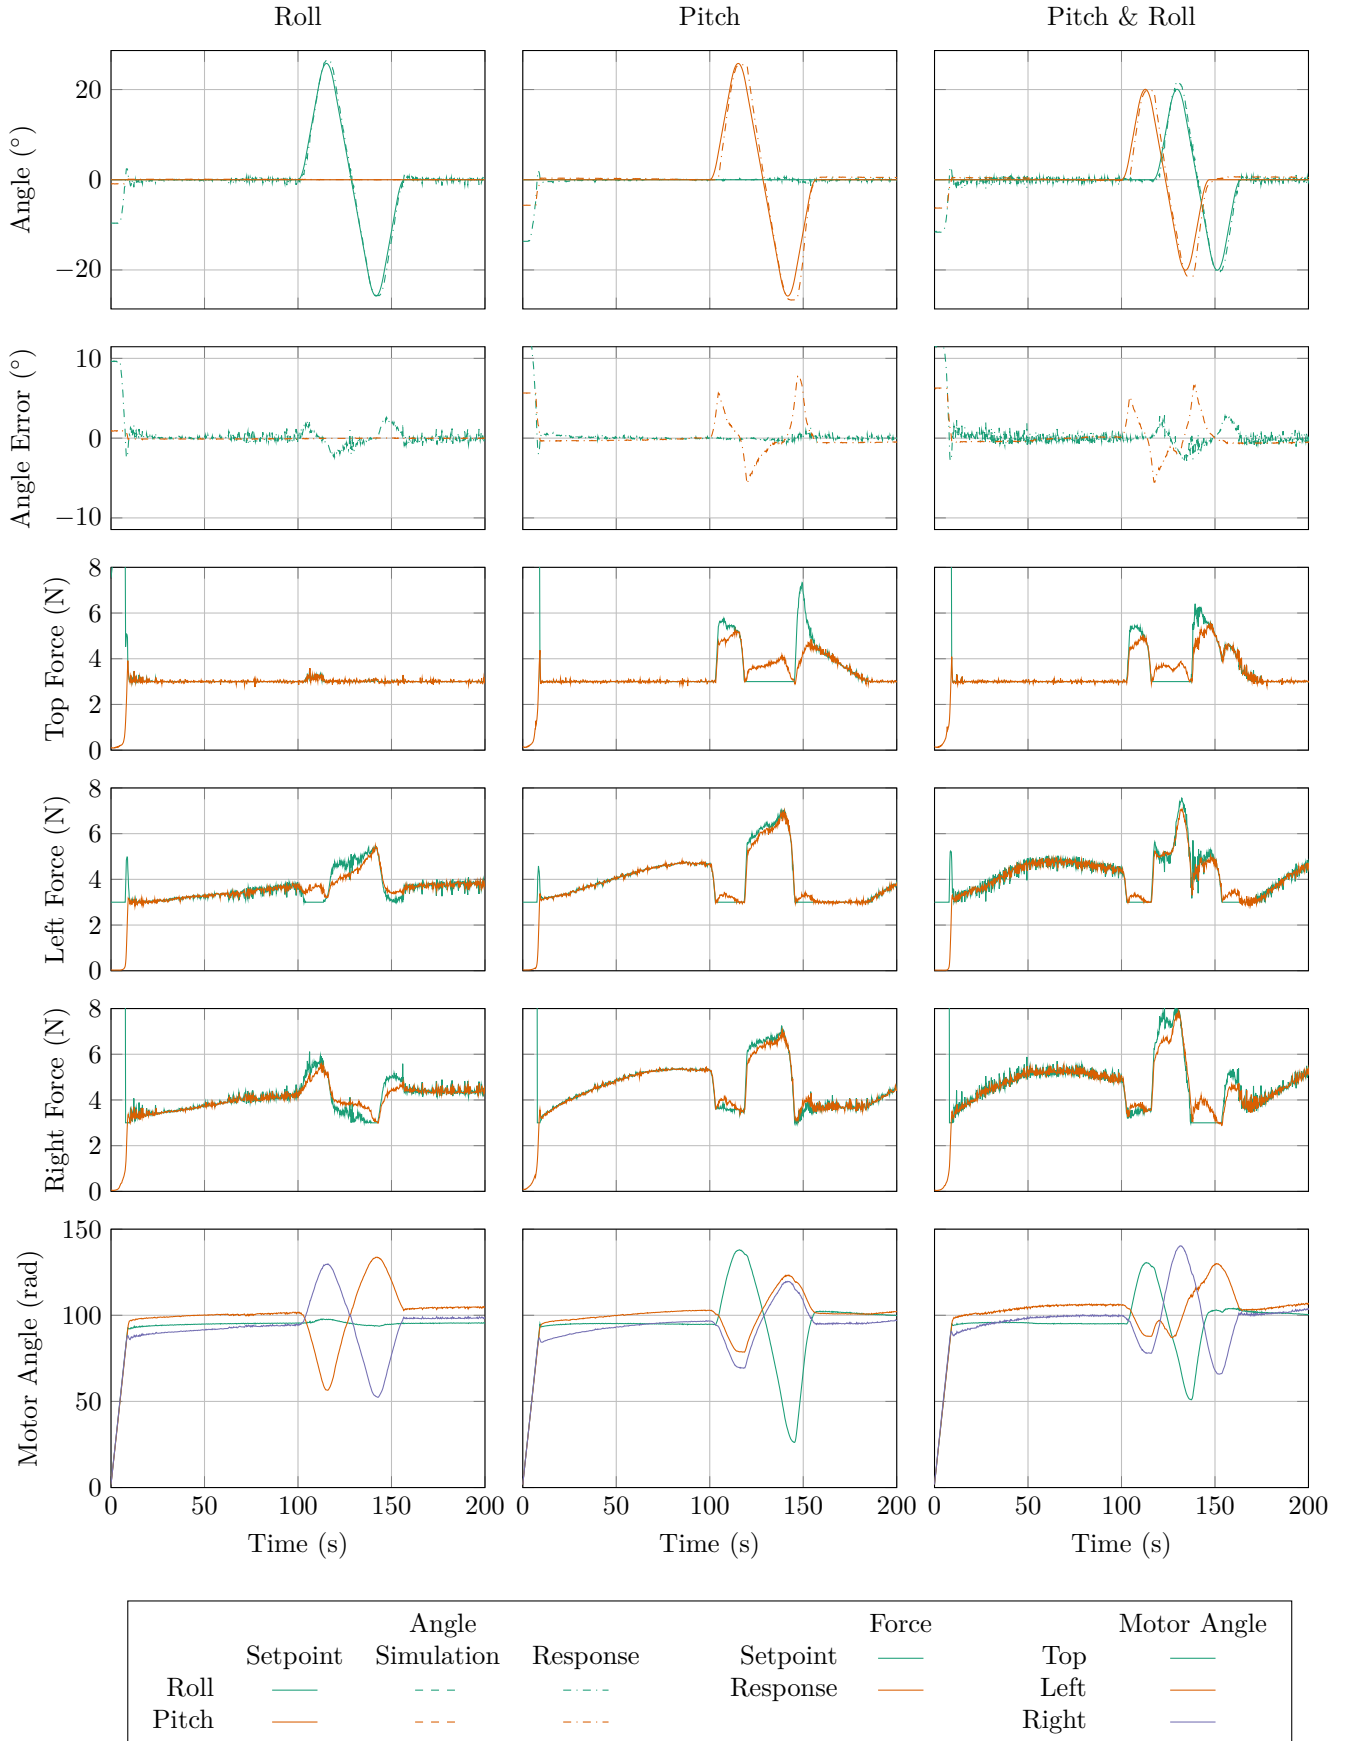 Roll Pitch Pitch & Roll
Angle (°)
20
0
−20
Angle Error (°)
10
0
−10
Top Force (N)
8
6
4
2
0
Left Force (N)
8
6
4
2
0
Right Force (N)
8
6
4
2
0
Motor Angle (rad)
150
100
50
0
0 50 100 150 200 0 50 100 150 200 0 50 100 150 200
Time (s) Time (s) Time (s)
Angle Force Motor Angle
Setpoint Simulation Response Setpoint Top
Roll Response Left
Pitch Right